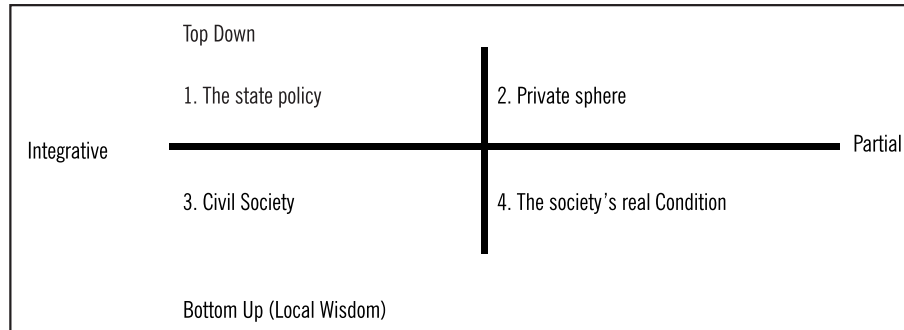 Top Down
1. The state policy
2. Private sphere
Integrative
Partial
3. Civil Society
4. The society's real Condition
Bottom Up (Local Wisdom)